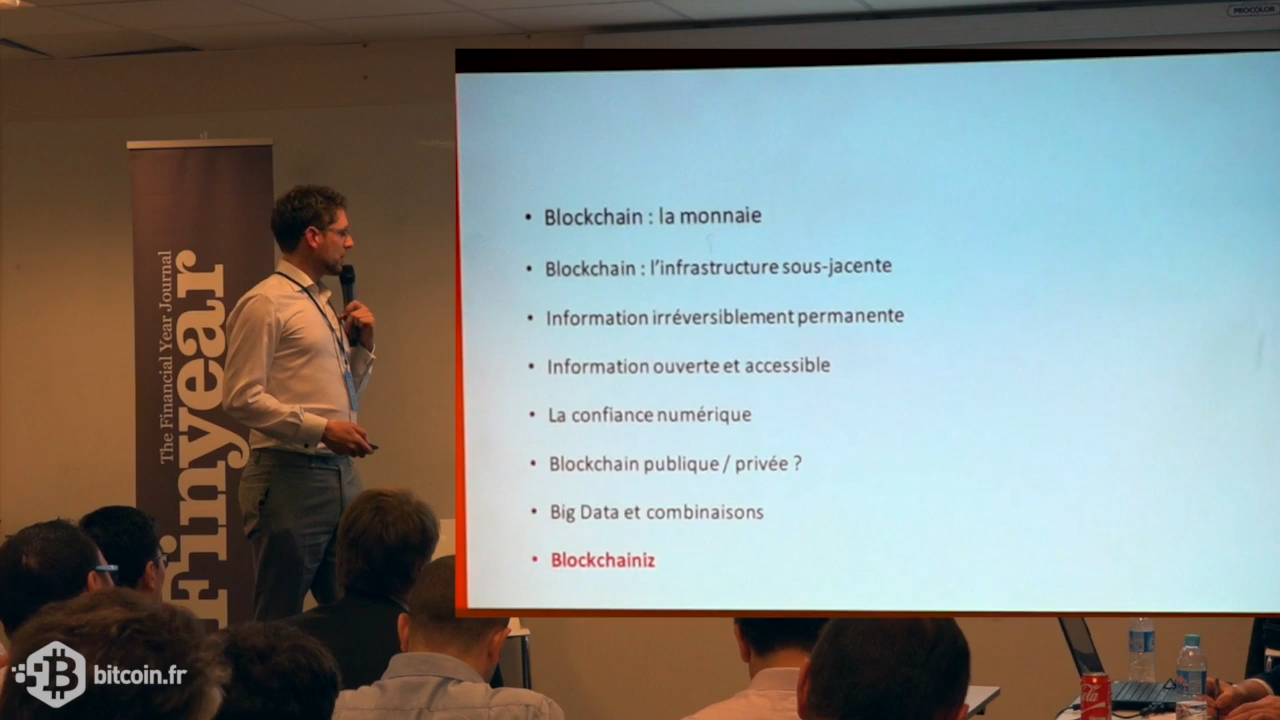 PROCOLOR
The Financial Year Journal
Finyear
• Blockchain : la monnaie
• Blockchain : l'infrastructure sous-jacente
• Information irréversiblement permanente
• Information ouverte et accessible
• La confiance numérique
• Blockchain publique / privée ?
• Big Data et combinaisons
• Blockchainiz
bitcoin.fr